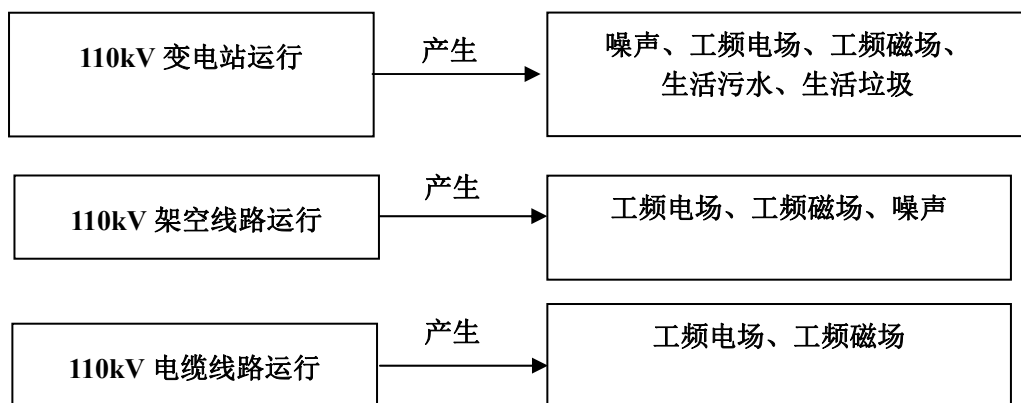 110kV 变电站运行
产生
噪声、工频电场、工频磁场、
生活污水、生活垃圾
110kV 架空线路运行
产生
工频电场、工频磁场、噪声
110kV 电缆线路运行
产生
工频电场、工频磁场